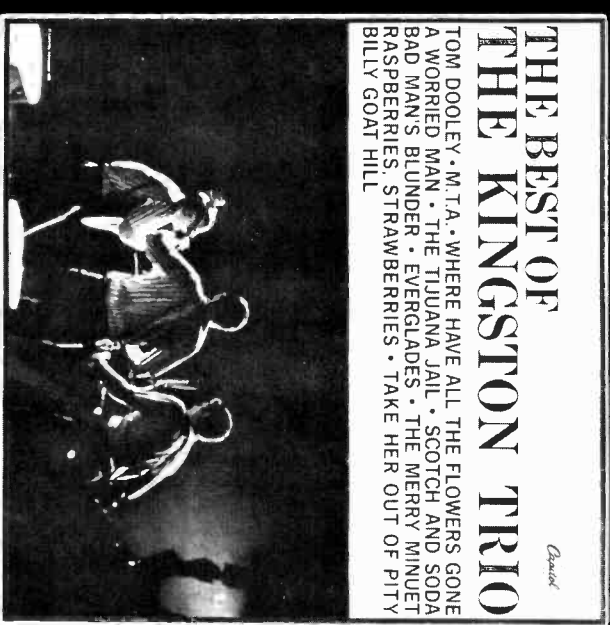 THE BEST OF
Capitol
THE KINGSTON TRIO
TOM DOOLEY • M.T.A. • WHERE HAVE ALL THE FLOWERS GONE
A WORRIED MAN • THE TIJUANA JAIL • SCOTCH AND SODA
BAD MAN'S BLUNDER • EVERGLADES • THE MERRY MINUET
RASPBERRIES, STRAWBERRIES • TAKE HER OUT OF PITY
BILLY GOAT HILL